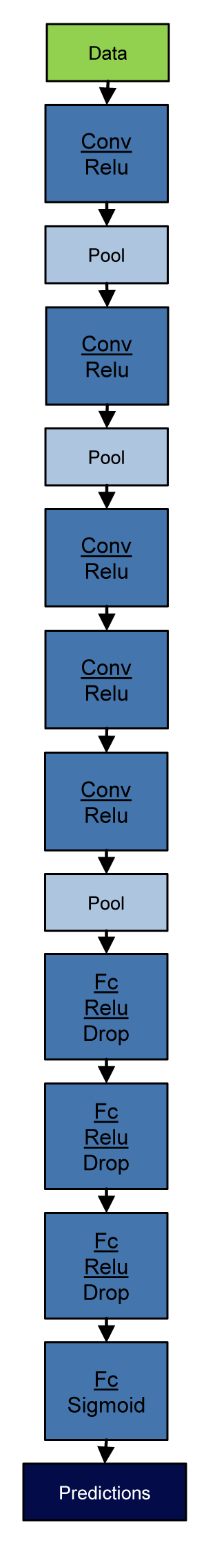 Data
Conv
Relu
Pool
Conv
Relu
Pool
Conv
Relu
Conv
Relu
Conv
Relu
Pool
Fc
Relu
Drop
Fc
Relu
Drop
Fc
Relu
Drop
Fc
Sigmoid
Predictions